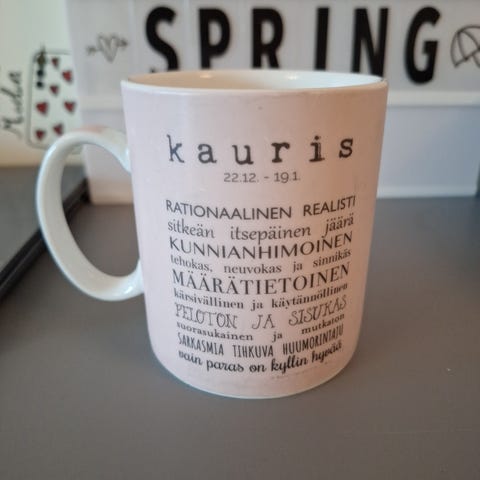 SPRING
kauris
22.12. - 19.1.
RATIONAALINEN REALISTI
sitkeän itsepäinen jäärä
KUNNIANHIMOINEN
tehokas, neuvokas ja sinnikäs
MÄÄRÄTIETOINEN
kärsivällinen ja käytännöllinen
PELOTON JA SISUKAS
suorasukainen ja mutkaton
SARKASMIA TIHKUVA HUUMORINTAJU
vain paras on kyllin hyvää